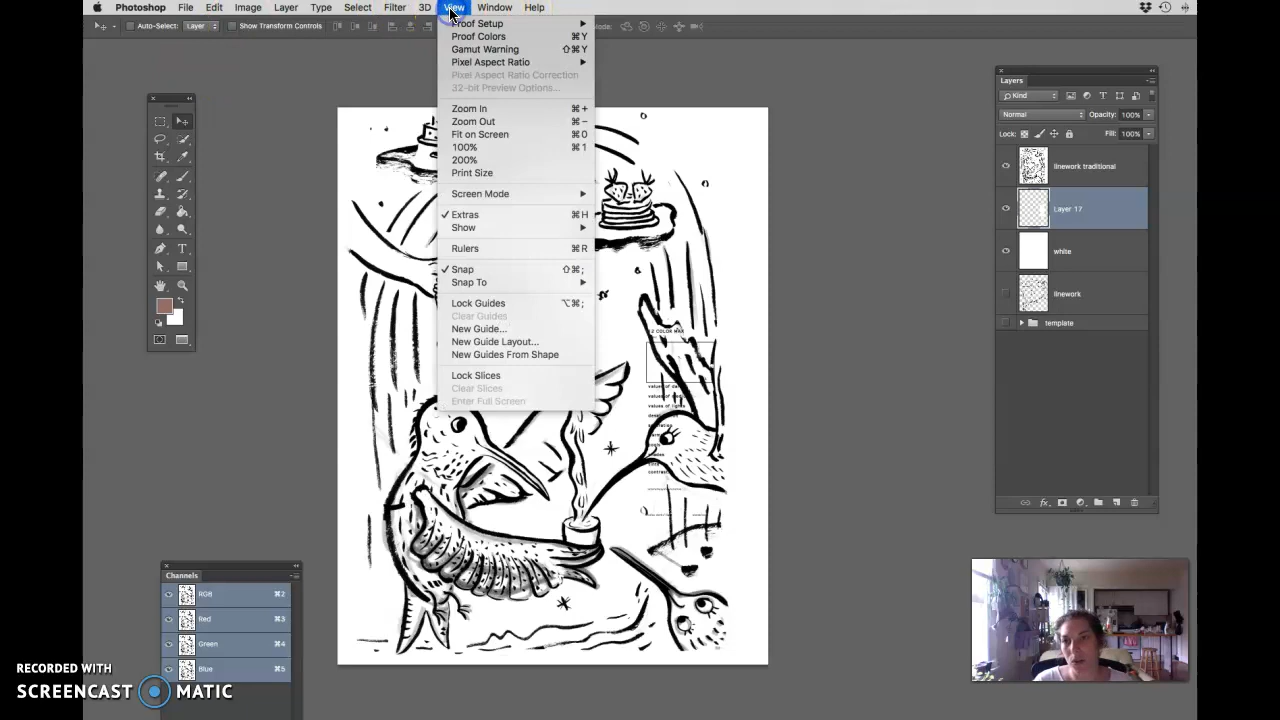 Photoshop File Edit Image Layer Type Select Filter 3D View Window Help
Auto-Select: Layer Show Transform Controls
Mode:
Proof Setup
Proof Colors ⌘Y
Gamut Warning ⇧⌘Y
Pixel Aspect Ratio
Pixel Aspect Ratio Correction
32-bit Preview Options...
Zoom In ⌘+
Zoom Out ⌘−
Fit on Screen ⌘0
100% ⌘1
200%
Print Size
Screen Mode
Extras ⌘H
Show
Rulers ⌘R
Snap ⇧⌘;
Snap To
Lock Guides ⌥⌘;
Clear Guides
New Guide...
New Guide Layout...
New Guides From Shape
Lock Slices
Clear Slices
Enter Full Screen
Layers
Kind
Normal Opacity: 100%
Lock: Fill: 100%
linework traditional
Layer 17
white
linework
template
12 COLOR MAX
Channels
RGB ⌘2
Red ⌘3
Green ⌘4
Blue ⌘5
RECORDED WITH
SCREENCAST MATIC